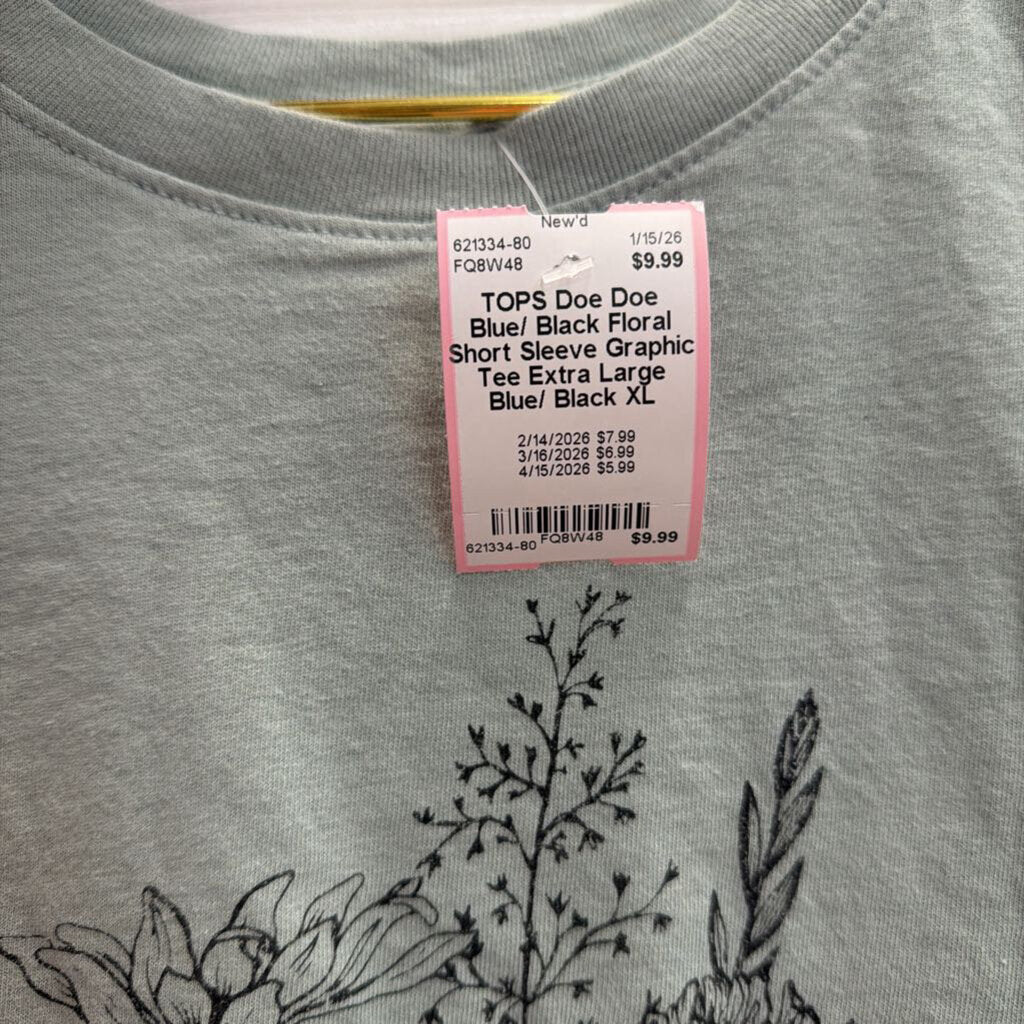 New'd
621334-80 1/15/26
FQ8W48 $9.99
TOPS Doe Doe
Blue/ Black Floral
Short Sleeve Graphic
Tee Extra Large
Blue/ Black XL
2/14/2026 $7.99
3/16/2026 $6.99
4/15/2026 $5.99
621334-80 FQ8W48 $9.99